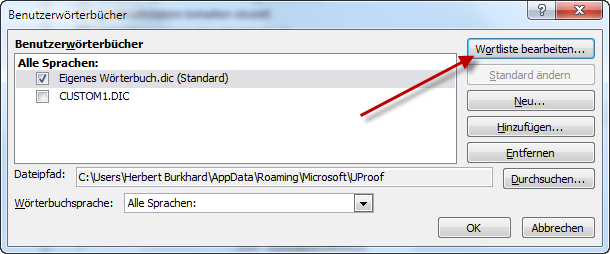 Benutzerwörterbücher
Benutzerwörterbücher
Wortliste bearbeiten...
Alle Sprachen:
Eigenes Wörterbuch.dic (Standard)
Standard ändern
CUSTOM1.DIC
Neu...
Hinzufügen...
Entfernen
Dateipfad: C:\Users\Herbert Burkhard\AppData\Roaming\Microsoft\UProof
Durchsuchen...
Wörterbuchsprache: Alle Sprachen:
OK Abbrechen